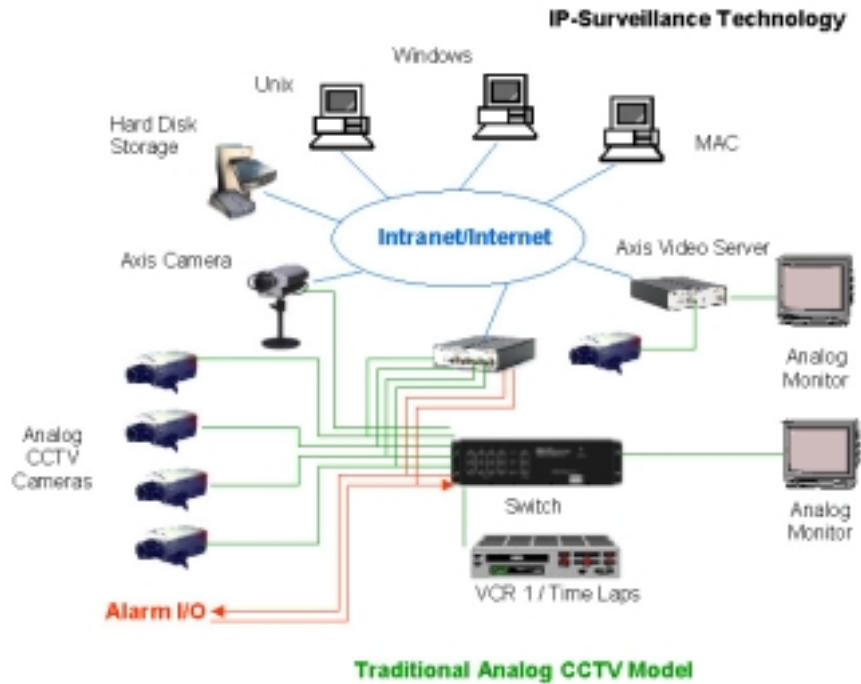 IP-Surveillance Technology
Windows
Unix
Hard Disk
Storage
MAC
Intranet/Internet
Axis Camera
Axis Video Server
Analog
Monitor
Analog
CCTV
Cameras
Switch
Analog
Monitor
VCR 1 / Time Laps
Alarm I/O
Traditional Analog CCTV Model